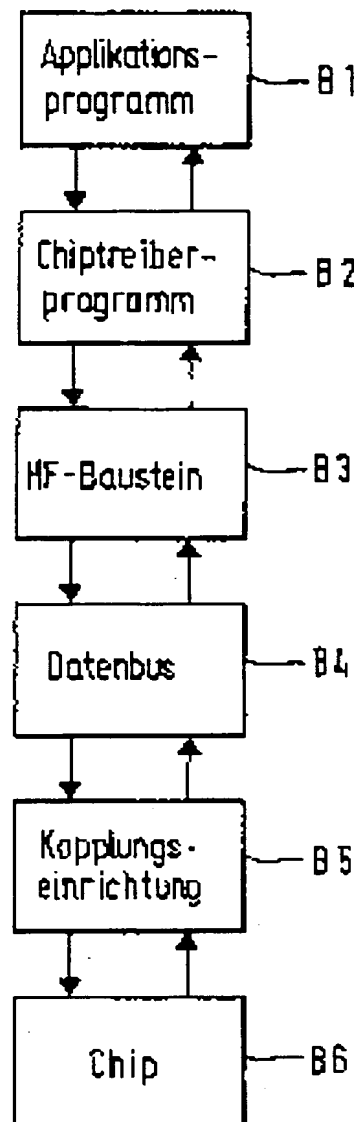 Applikations-
programm
B1
Chiptreiber-
programm
B2
HF-Baustein
B3
Datenbus
B4
Kopplungs-
einrichtung
B5
Chip
B6